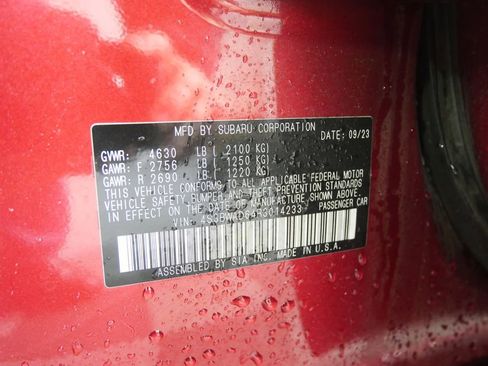 MFD BY SUBARU CORPORATION DATE: 09/23
GVWR: 4630 LB ( 2100 KG)
GAWR: F 2756 LB ( 1250 KG)
GAWR: R 2690 LB ( 1220 KG)
THIS VEHICLE CONFORMS TO ALL APPLICABLE FEDERAL MOTOR
VEHICLE SAFETY, BUMPER, AND THEFT PREVENTION STANDARDS
IN EFFECT ON THE DATE OF MANUFACTURE SHOWN ABOVE.
VIN: PASSENGER CAR
ASSEMBLED BY SIA, INC. MADE IN U.S.A.